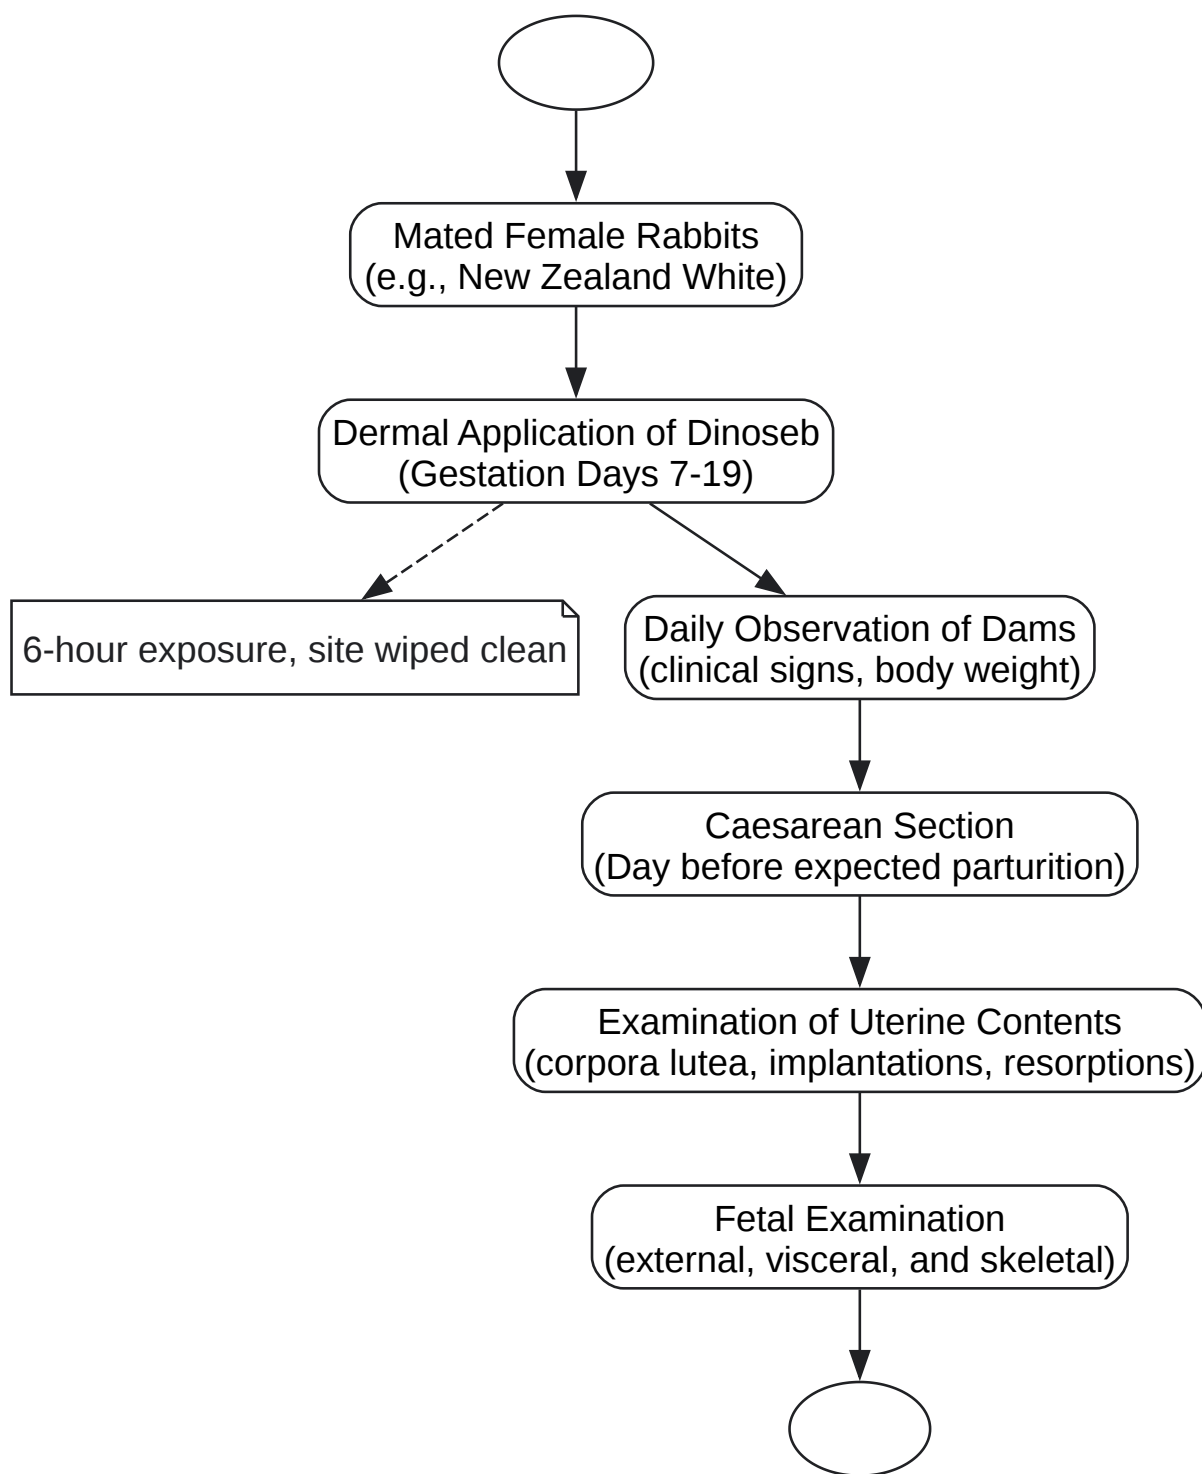 Mated Female Rabbits
(e.g., New Zealand White)
Dermal Application of Dinoseb
(Gestation Days 7-19)
6-hour exposure, site wiped clean
Daily Observation of Dams
(clinical signs, body weight)
Caesarean Section
(Day before expected parturition)
Examination of Uterine Contents
(corpora lutea, implantations, resorptions)
Fetal Examination
(external, visceral, and skeletal)